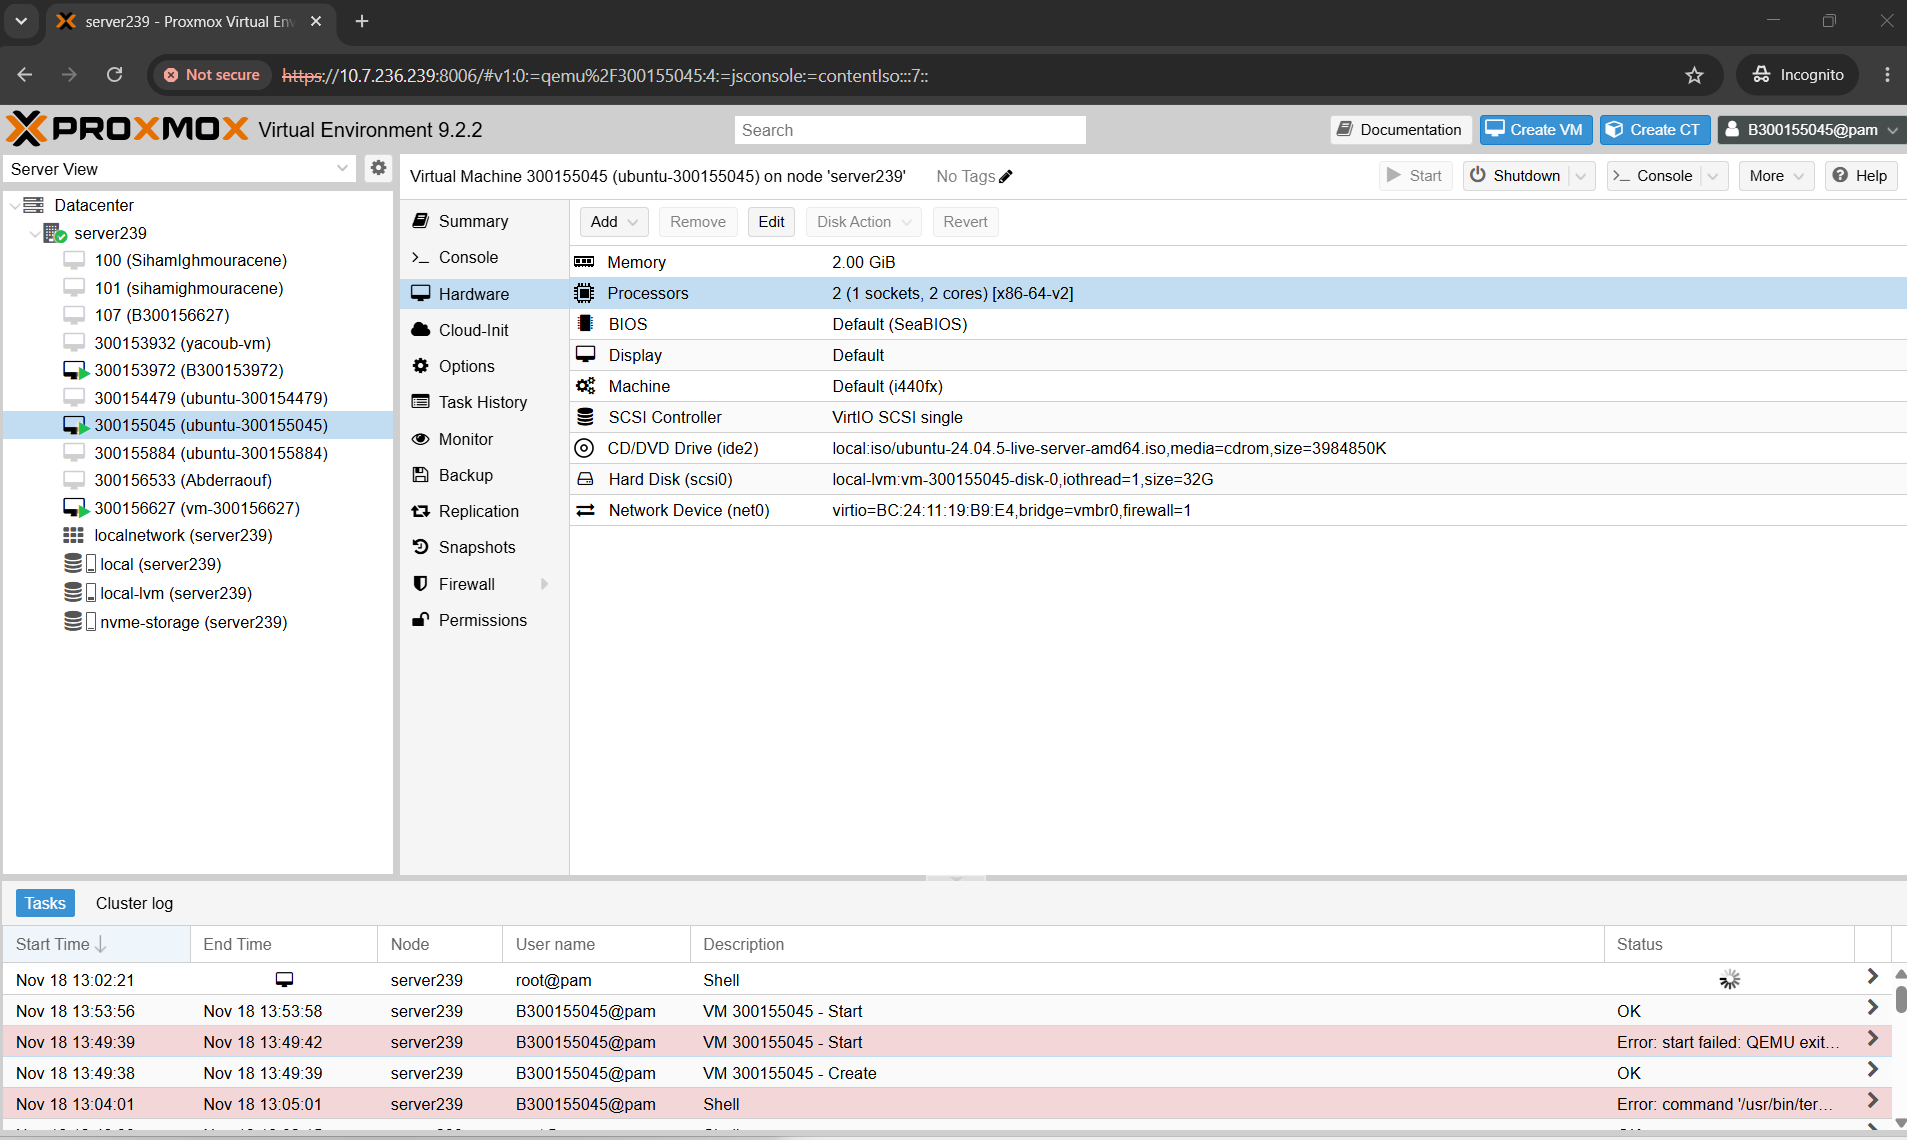 server239 - Proxmox Virtual Env
Not secure
https://10.7.236.239:8006/#v1:0:=qemu%2F300155045:4:=jsconsole:=contentIso:::7::
Incognito
PROXMOX Virtual Environment 9.2.2
Search
Documentation
Create VM
Create CT
B300155045@pam
Server View
Virtual Machine 300155045 (ubuntu-300155045) on node 'server239'
No Tags
Start
Shutdown
Console
More
Help
Datacenter
server239
100 (SihamIghmouracene)
101 (sihamighmouracene)
107 (B300156627)
300153932 (yacoub-vm)
300153972 (B300153972)
300154479 (ubuntu-300154479)
300155045 (ubuntu-300155045)
300155884 (ubuntu-300155884)
300156533 (Abderraouf)
300156627 (vm-300156627)
localnetwork (server239)
local (server239)
local-lvm (server239)
nvme-storage (server239)
Summary
Console
Hardware
Cloud-Init
Options
Task History
Monitor
Backup
Replication
Snapshots
Firewall
Permissions
Add
Remove
Edit
Disk Action
Revert
Memory 2.00 GiB
Processors 2 (1 sockets, 2 cores) [x86-64-v2]
BIOS Default (SeaBIOS)
Display Default
Machine Default (i440fx)
SCSI Controller VirtIO SCSI single
CD/DVD Drive (ide2) local:iso/ubuntu-24.04.5-live-server-amd64.iso,media=cdrom,size=3984850K
Hard Disk (scsi0) local-lvm:vm-300155045-disk-0,iothread=1,size=32G
Network Device (net0) virtio=BC:24:11:19:B9:E4,bridge=vmbr0,firewall=1
Tasks
Cluster log
Start Time End Time Node User name Description Status
Nov 18 13:02:21 server239 root@pam Shell
Nov 18 13:53:56 Nov 18 13:53:58 server239 B300155045@pam VM 300155045 - Start OK
Nov 18 13:49:39 Nov 18 13:49:42 server239 B300155045@pam VM 300155045 - Start Error: start failed: QEMU exit...
Nov 18 13:49:38 Nov 18 13:49:39 server239 B300155045@pam VM 300155045 - Create OK
Nov 18 13:04:01 Nov 18 13:05:01 server239 B300155045@pam Shell Error: command '/usr/bin/ter...